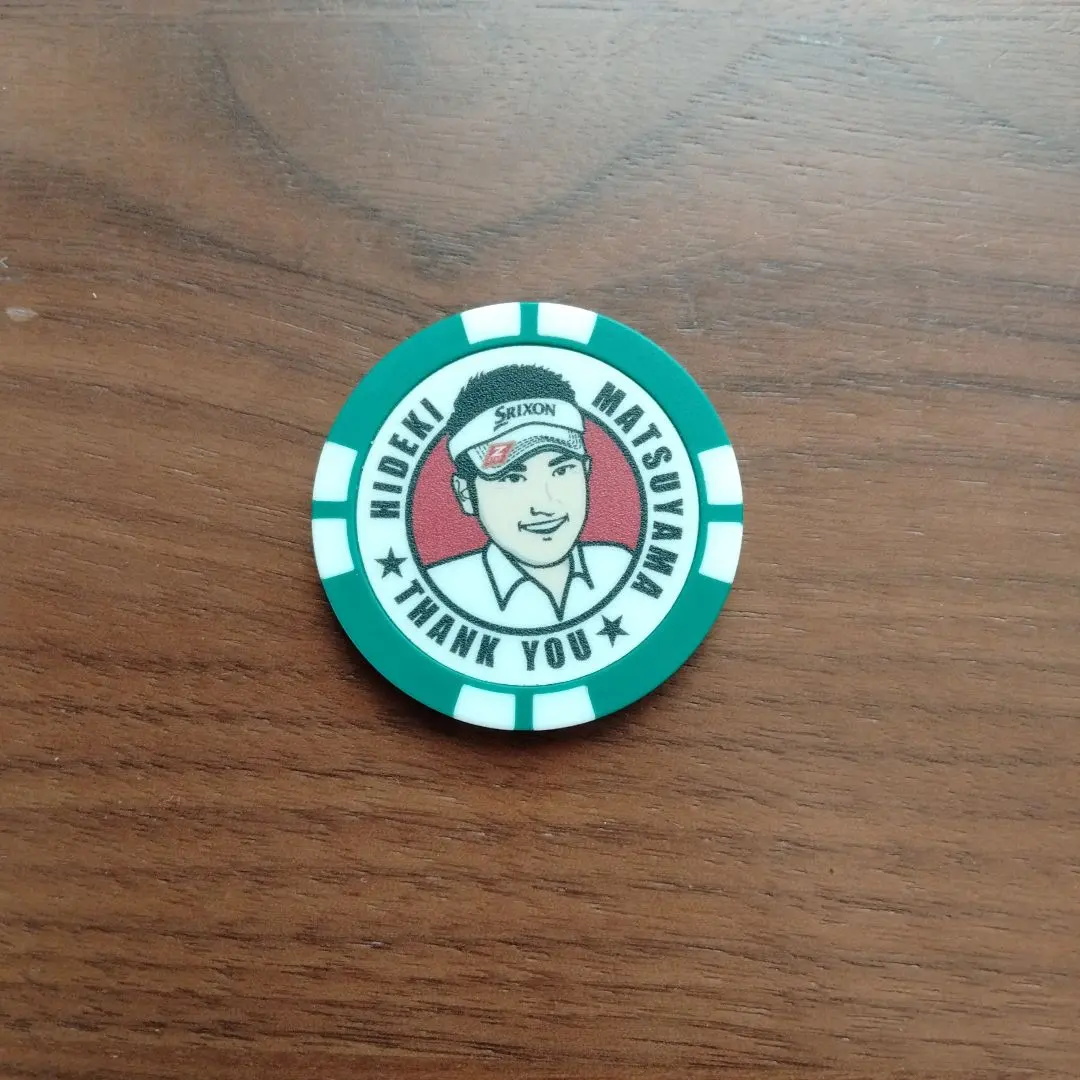 HIDEKI MATSUYAMA
★ THANK YOU ★
SRIXON
Z